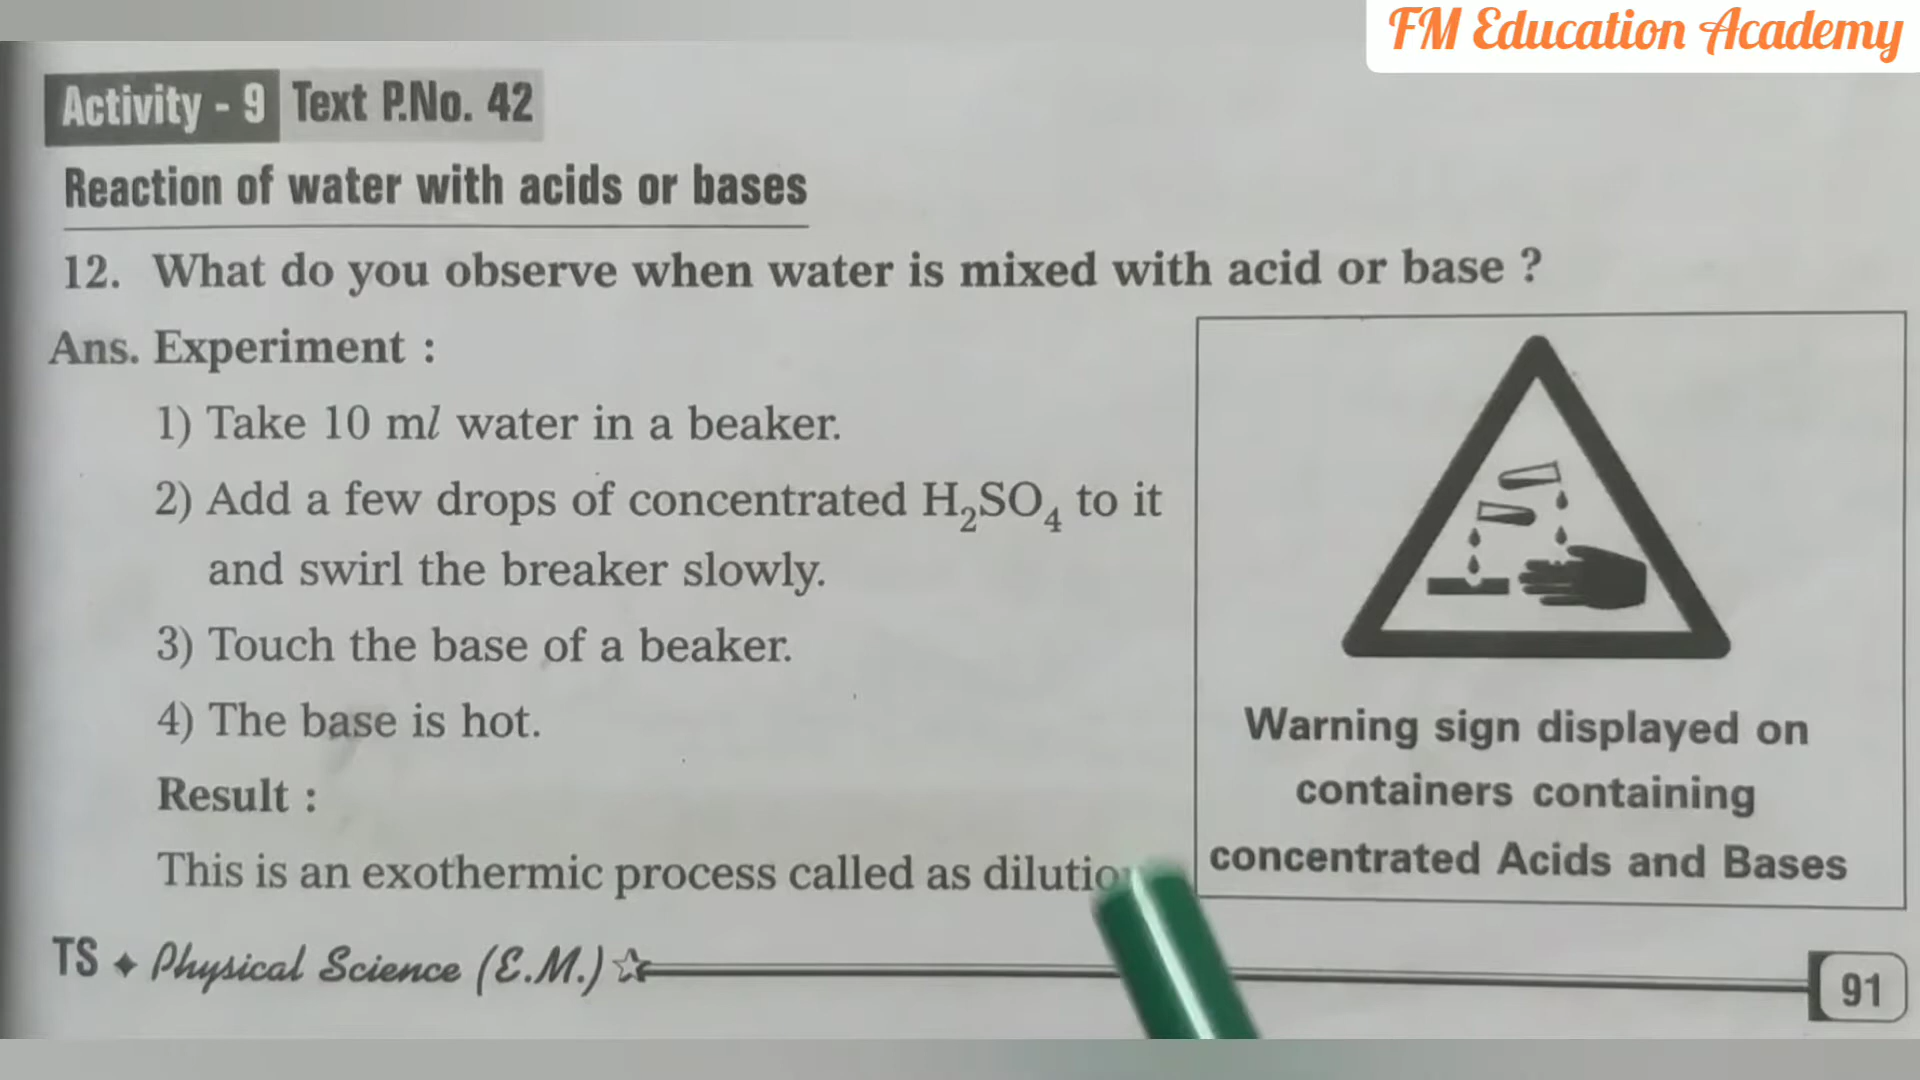 FM Education Academy
Activity - 9 Text P.No. 42
Reaction of water with acids or bases
12. What do you observe when water is mixed with acid or base ?
Ans. Experiment :
1) Take 10 ml water in a beaker.
2) Add a few drops of concentrated H₂SO₄ to it
and swirl the breaker slowly.
3) Touch the base of a beaker.
4) The base is hot.
Result :
This is an exothermic process called as dilution
Warning sign displayed on
containers containing
concentrated Acids and Bases
TS ✦ Physical Science (E.M.) ☆
91